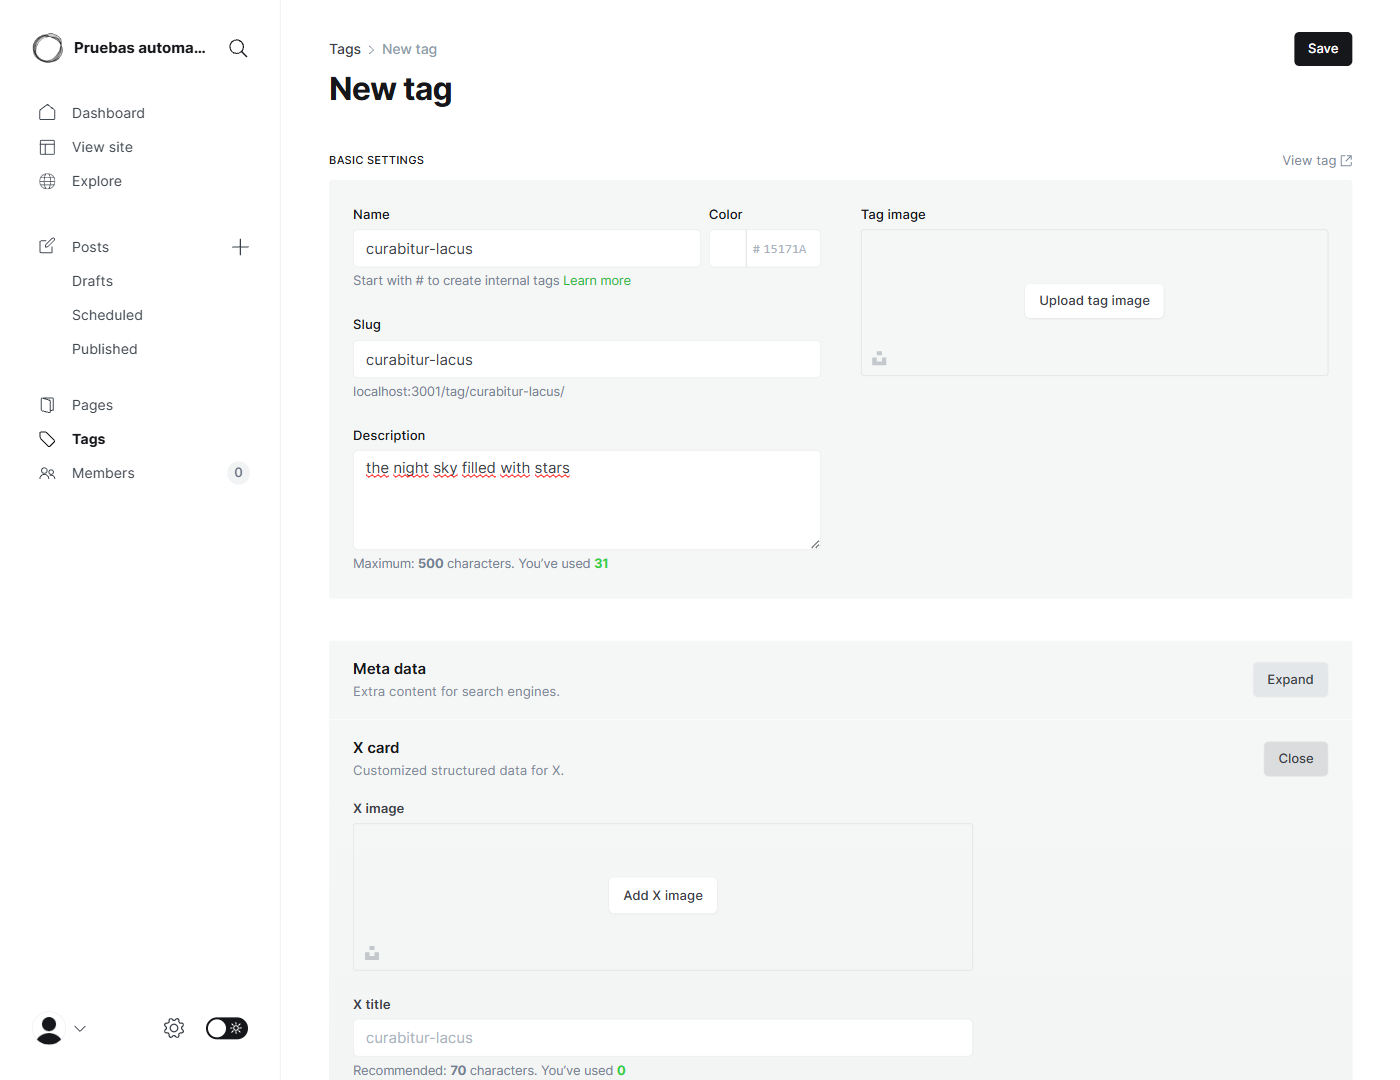 Pruebas automa...
Dashboard
View site
Explore
Posts
Drafts
Scheduled
Published
Pages
Tags
Members
0
Tags > New tag
Save
New tag
BASIC SETTINGS
View tag
Name
Color
Tag image
curabitur-lacus
# 15171A
Start with # to create internal tags Learn more
Upload tag image
Slug
curabitur-lacus
localhost:3001/tag/curabitur-lacus/
Description
the night sky filled with stars
Maximum: 500 characters. You’ve used 31
Meta data
Extra content for search engines.
Expand
X card
Customized structured data for X.
Close
X image
Add X image
X title
curabitur-lacus
Recommended: 70 characters. You’ve used 0